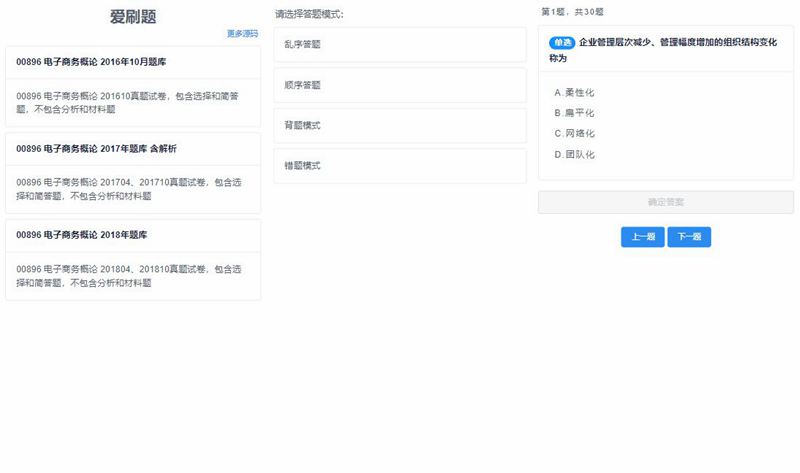 爱刷题
更多源码
00896 电子商务概论 2016年10月题库
00896 电子商务概论 201610真题试卷，包含选择和简答
题，不包含分析和材料题
00896 电子商务概论 2017年题库 含解析
00896 电子商务概论 201704、201710真题试卷，包含选
择和简答题，不包含分析和材料题
00896 电子商务概论 2018年题库
00896 电子商务概论 201804、201810真题试卷，包含选
择和简答题，不包含分析和材料题
请选择答题模式：
乱序答题
顺序答题
背题模式
错题模式
第1题，共30题
单选 企业管理层次减少、管理幅度增加的组织结构变化
称为
A.柔性化
B.扁平化
C.网络化
D.团队化
确定答案
上一题 下一题